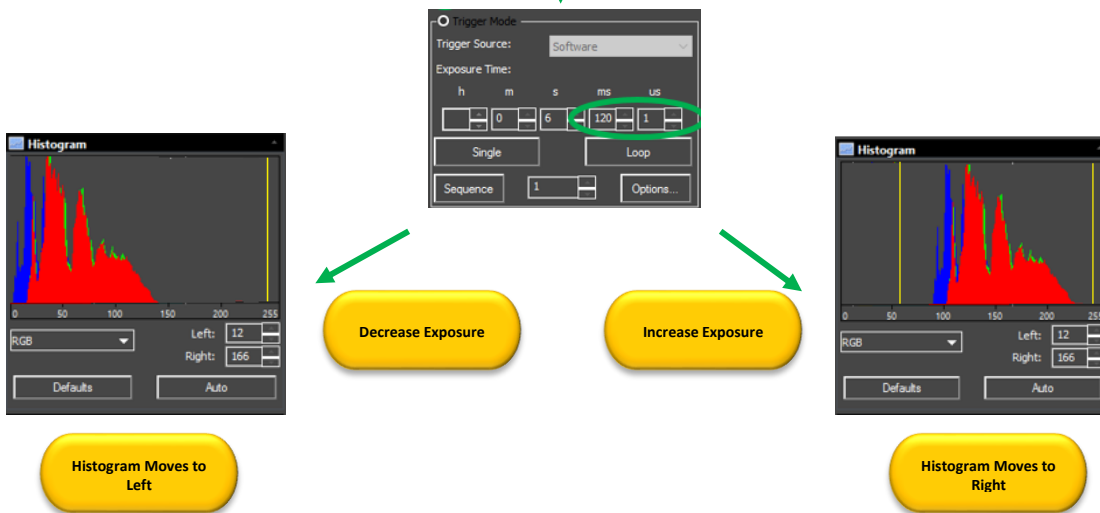 Trigger Mode
Trigger Source: Software
Exposure Time:
h m s ms us
0 6 120 1
Single Loop
Sequence 1 Options...
Histogram
0 50 100 150 200 255
RGB
Left: 12
Right: 166
Defaults Auto
Histogram Moves to
Left
Decrease Exposure
Increase Exposure
Histogram
0 50 100 150 200 255
RGB
Left: 12
Right: 166
Defaults Auto
Histogram Moves to
Right